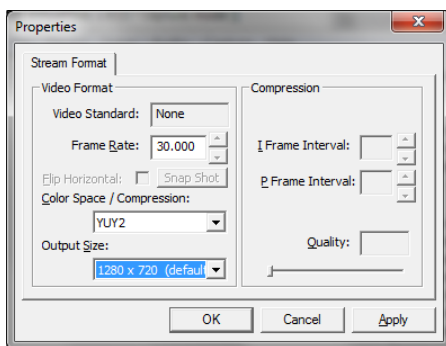 Properties
Stream Format
Video Format
Video Standard: None
Frame Rate: 30.000
Flip Horizontal: Snap Shot
Color Space / Compression:
YUY2
Output Size:
1280 x 720 (defaul
Compression
I Frame Interval:
P Frame Interval:
Quality:
OK Cancel Apply